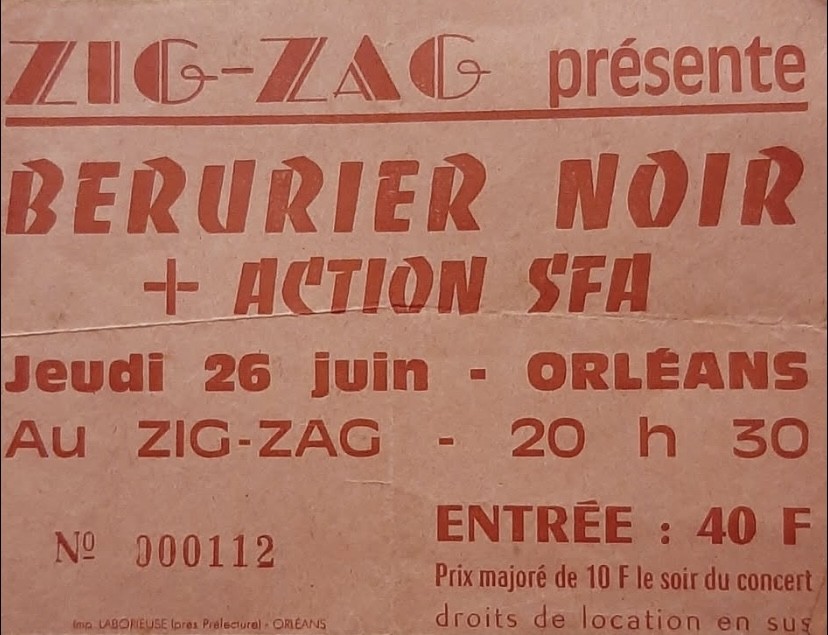 ZIG-ZAG présente
BERURIER NOIR
+ ACTION SFA
Jeudi 26 juin - ORLÉANS
Au ZIG-ZAG - 20 h 30
ENTRÉE : 40 F
Nº 000112
Prix majoré de 10 F le soir du concert
droits de location en sus
Imp. LABORIEUSE (près Préfecture) - ORLÉANS